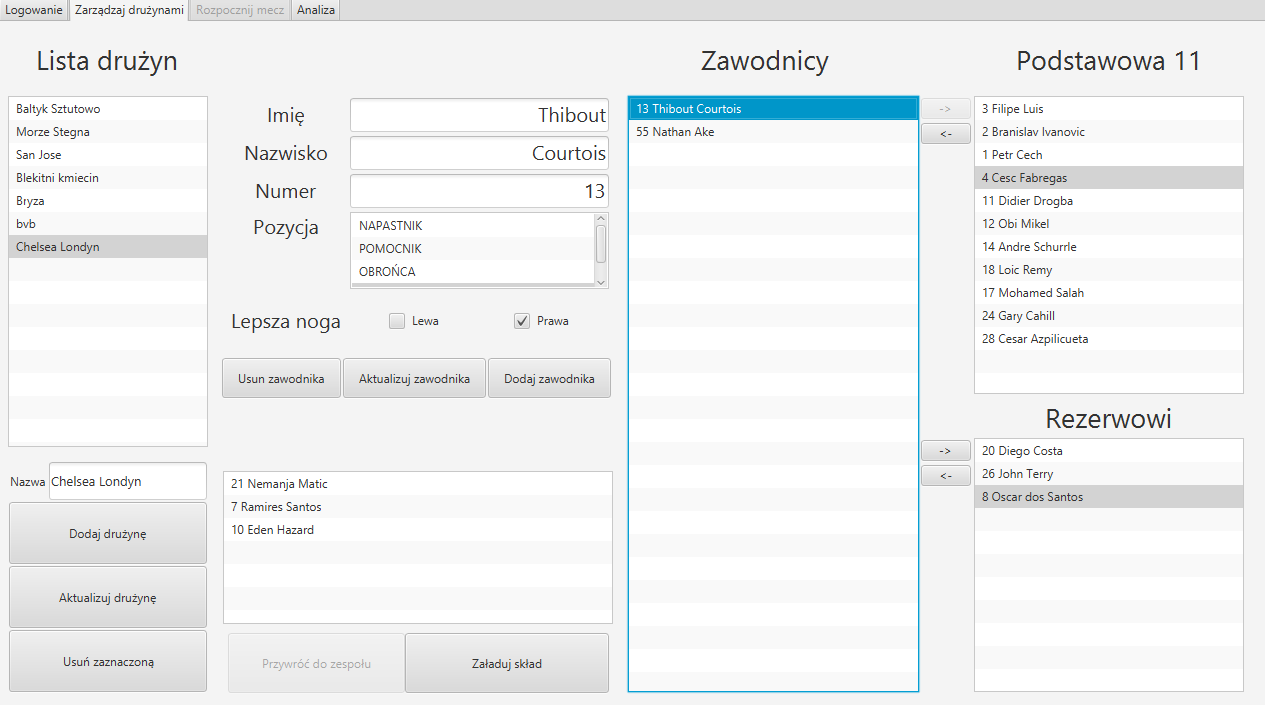 Logowanie
Zarządzaj drużynami
Rozpocznij mecz
Analiza
Lista drużyn
Baltyk Sztutowo
Morze Stegna
San Jose
Blekitni kmiecin
Bryza
bvb
Chelsea Londyn
Nazwa
Chelsea Londyn
Dodaj drużynę
Aktualizuj drużynę
Usuń zaznaczoną
Imię
Thibout
Nazwisko
Courtois
Numer
13
Pozycja
NAPASTNIK
POMOCNIK
OBROŃCA
Lepsza noga
Lewa
Prawa
Usun zawodnika
Aktualizuj zawodnika
Dodaj zawodnika
21 Nemanja Matic
7 Ramires Santos
10 Eden Hazard
Przywróć do zespołu
Załaduj skład
Zawodnicy
13 Thibout Courtois
55 Nathan Ake
->
<-
Podstawowa 11
3 Filipe Luis
2 Branislav Ivanovic
1 Petr Cech
4 Cesc Fabregas
11 Didier Drogba
12 Obi Mikel
14 Andre Schurrle
18 Loic Remy
17 Mohamed Salah
24 Gary Cahill
28 Cesar Azpilicueta
Rezerwowi
->
<-
20 Diego Costa
26 John Terry
8 Oscar dos Santos